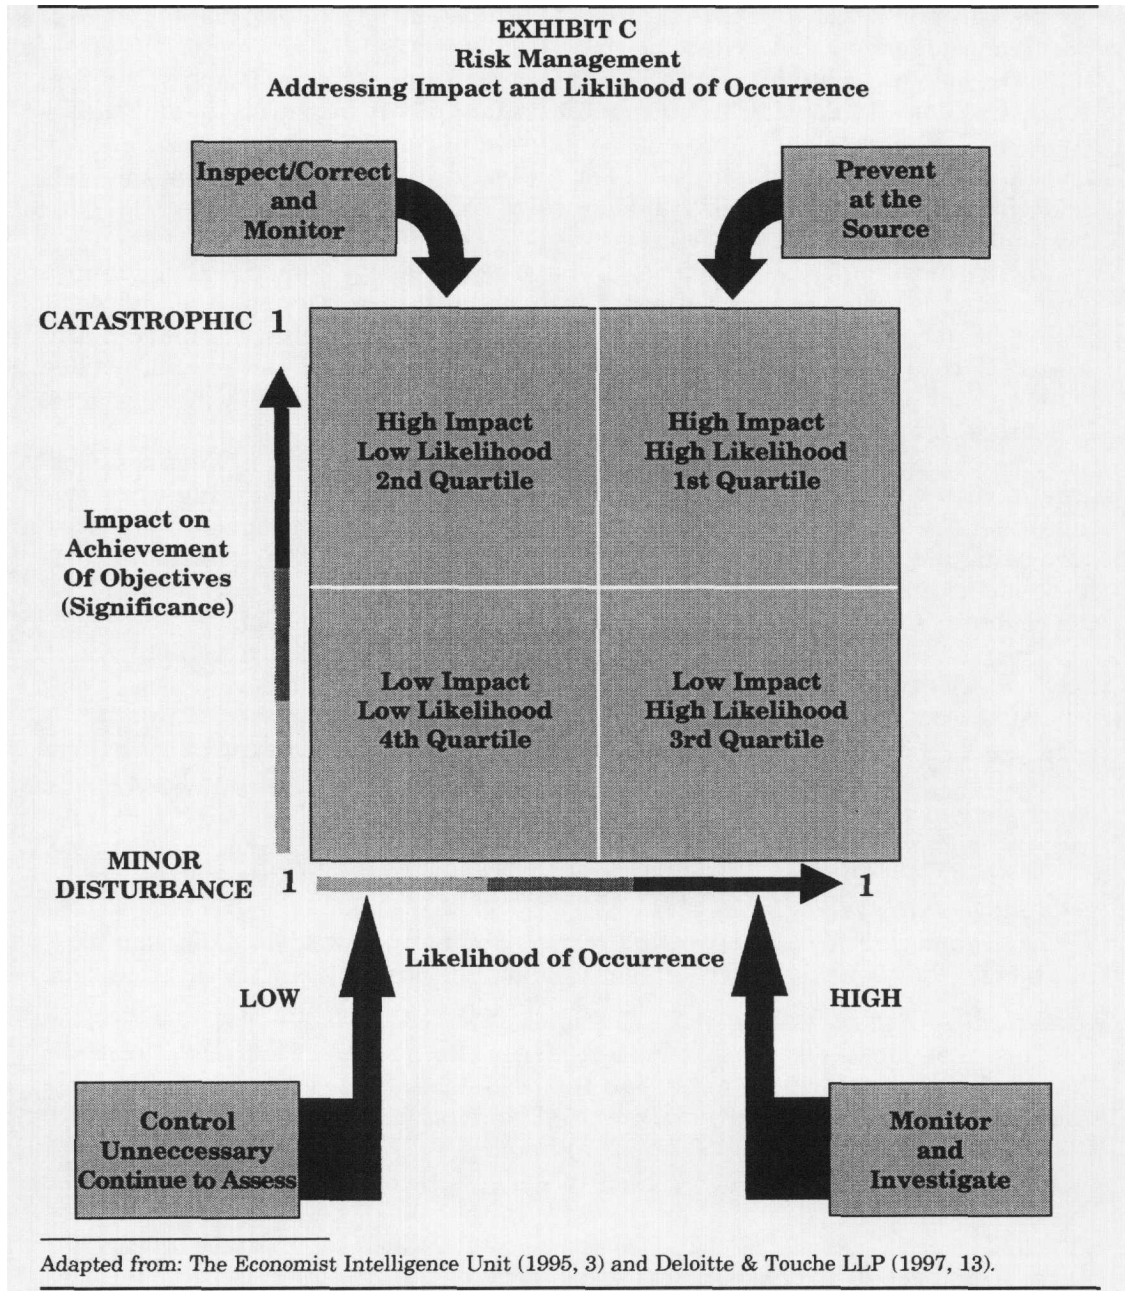 EXHIBIT C
Risk Management
Addressing Impact and Liklihood of Occurrence
Inspect/Correct
and
Monitor
Prevent
at the
Source
CATASTROPHIC 1
High Impact
Low Likelihood
2nd Quartile
High Impact
High Likelihood
1st Quartile
Impact on
Achievement
Of Objectives
(Significance)
Low Impact
Low Likelihood
4th Quartile
Low Impact
High Likelihood
3rd Quartile
MINOR
DISTURBANCE 1
1
Likelihood of Occurrence
LOW
HIGH
Control
Unneccessary
Continue to Assess
Monitor
and
Investigate
Adapted from: The Economist Intelligence Unit (1995, 3) and Deloitte & Touche LLP (1997, 13).